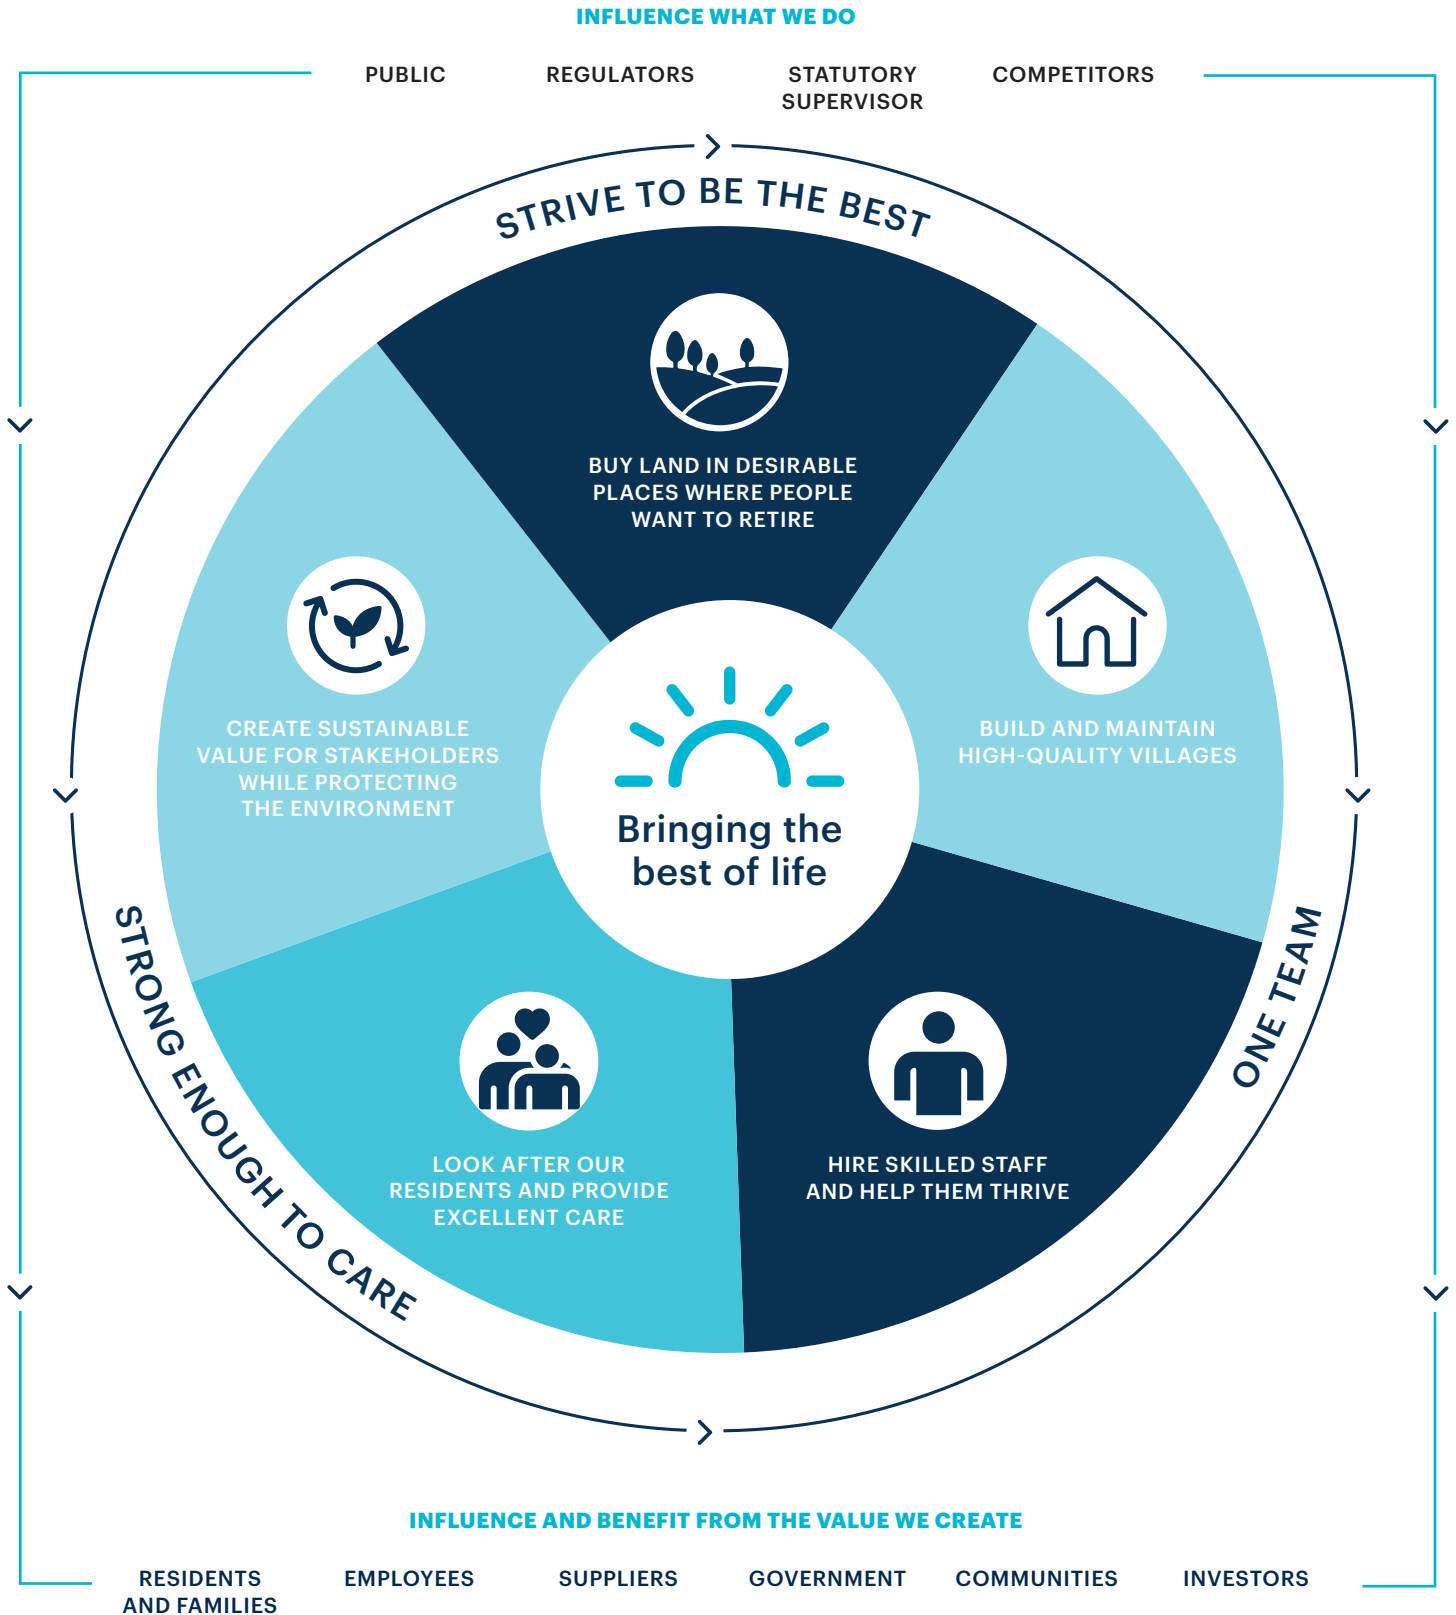 INFLUENCE WHAT WE DO
PUBLIC
REGULATORS
STATUTORY
SUPERVISOR
COMPETITORS
STRIVE TO BE THE BEST
BUY LAND IN DESIRABLE
PLACES WHERE PEOPLE
WANT TO RETIRE
CREATE SUSTAINABLE
VALUE FOR STAKEHOLDERS
WHILE PROTECTING
THE ENVIRONMENT
BUILD AND MAINTAIN
HIGH-QUALITY VILLAGES
Bringing the
best of life
STRONG ENOUGH TO CARE
ONE TEAM
LOOK AFTER OUR
RESIDENTS AND PROVIDE
EXCELLENT CARE
HIRE SKILLED STAFF
AND HELP THEM THRIVE
INFLUENCE AND BENEFIT FROM THE VALUE WE CREATE
RESIDENTS
AND FAMILIES
EMPLOYEES
SUPPLIERS
GOVERNMENT
COMMUNITIES
INVESTORS